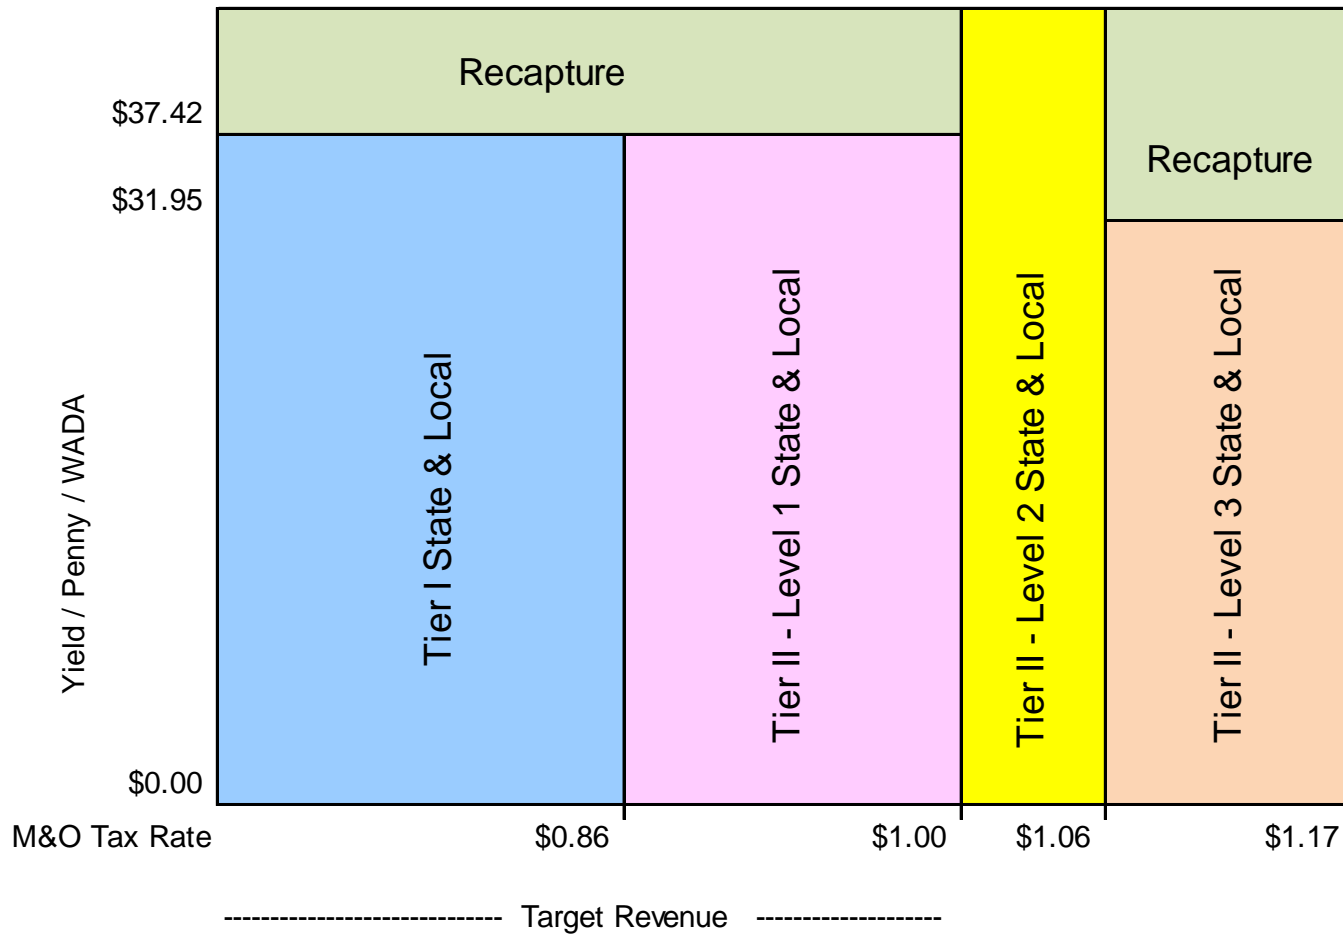 Recapture
$37.42
Recapture
$31.95
Yield / Penny / WADA
Tier I State & Local
Tier II - Level 1 State & Local
Tier II - Level 2 State & Local
Tier II - Level 3 State & Local
$0.00
M&O Tax Rate $0.86 $1.00 $1.06 $1.17
------------------------------ Target Revenue --------------------